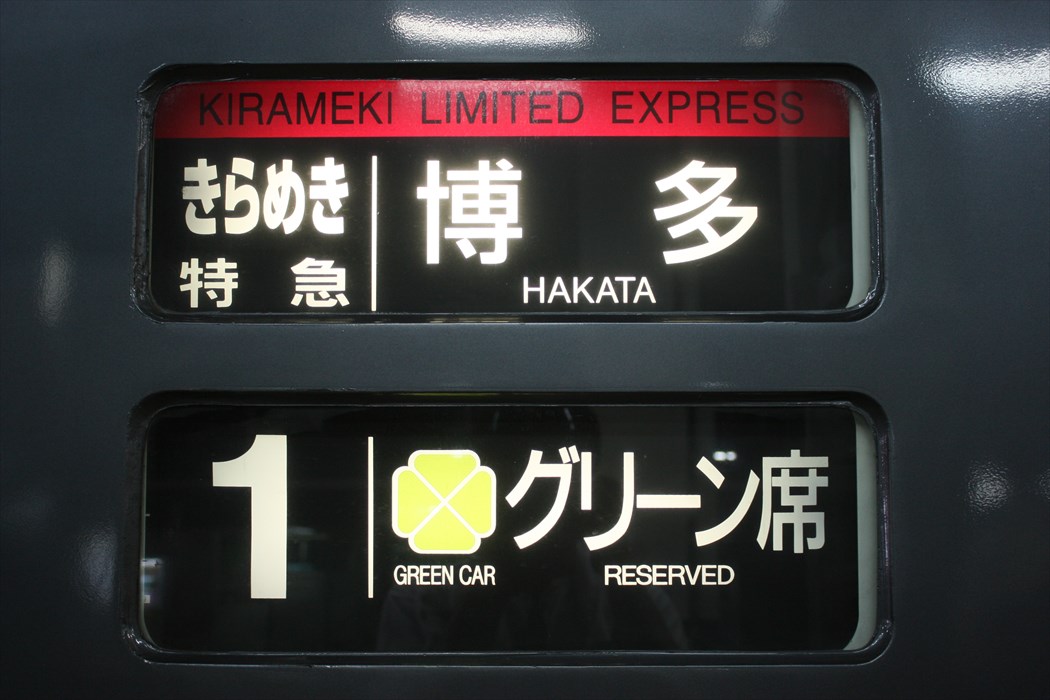 KIRAMEKI LIMITED EXPRESS
きらめき
特急
博多
HAKATA
1
グリーン席
GREEN CAR
RESERVED